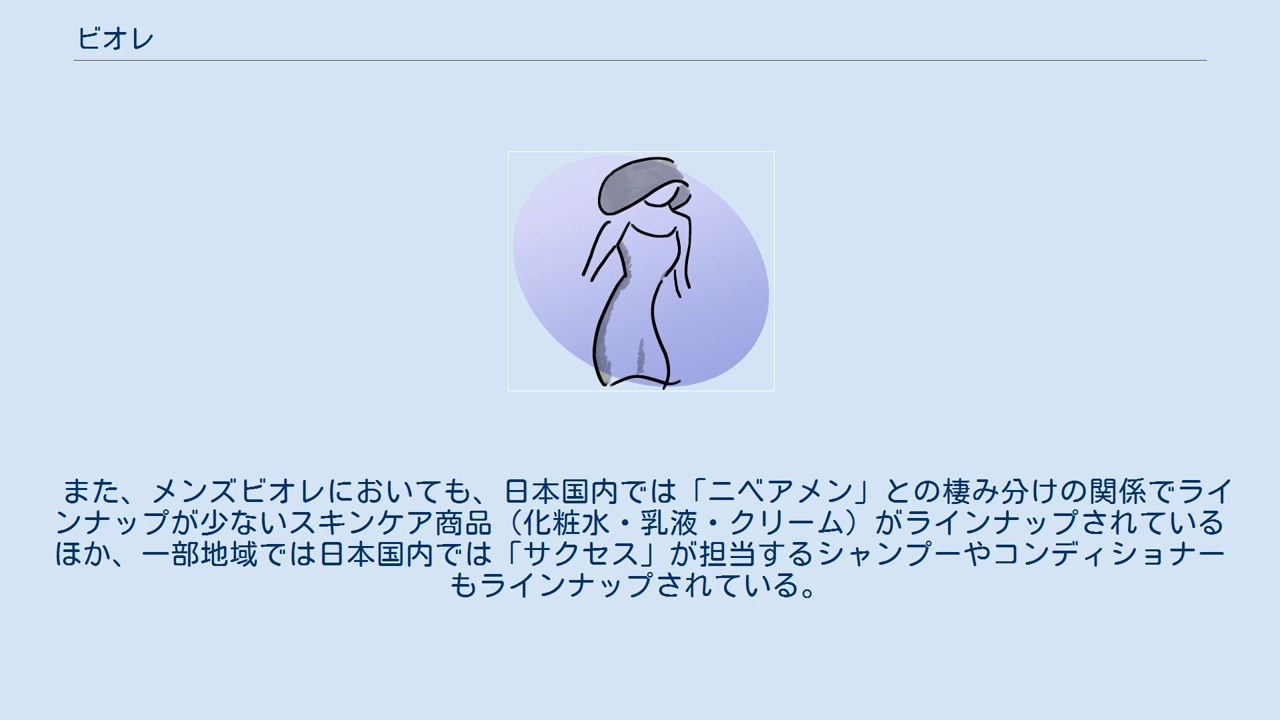 ビオレ
また、メンズビオレにおいても、日本国内では「ニベアメン」との棲み分けの関係でライ
ンナップが少ないスキンケア商品（化粧水・乳液・クリーム）がラインナップされている
ほか、一部地域では日本国内では「サクセス」が担当するシャンプーやコンディショナー
もラインナップされている。